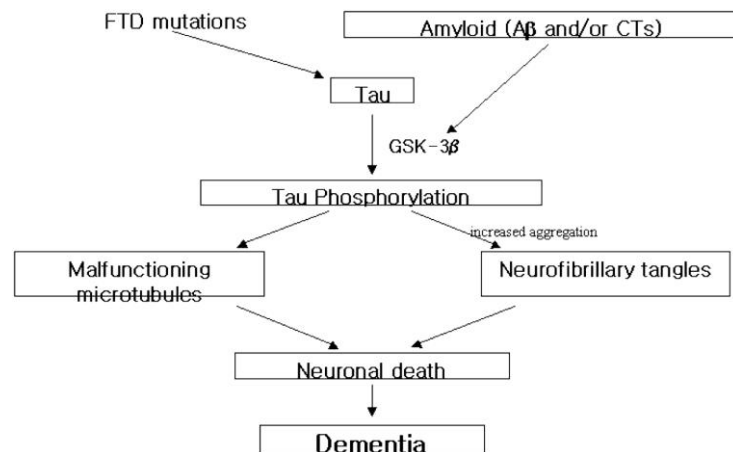 FTD mutations
Amyloid (Aβ and/or CTs)
Tau
GSK-3β
Tau Phosphorylation
increased aggregation
Malfunctioning
microtubules
Neurofibrillary tangles
Neuronal death
Dementia